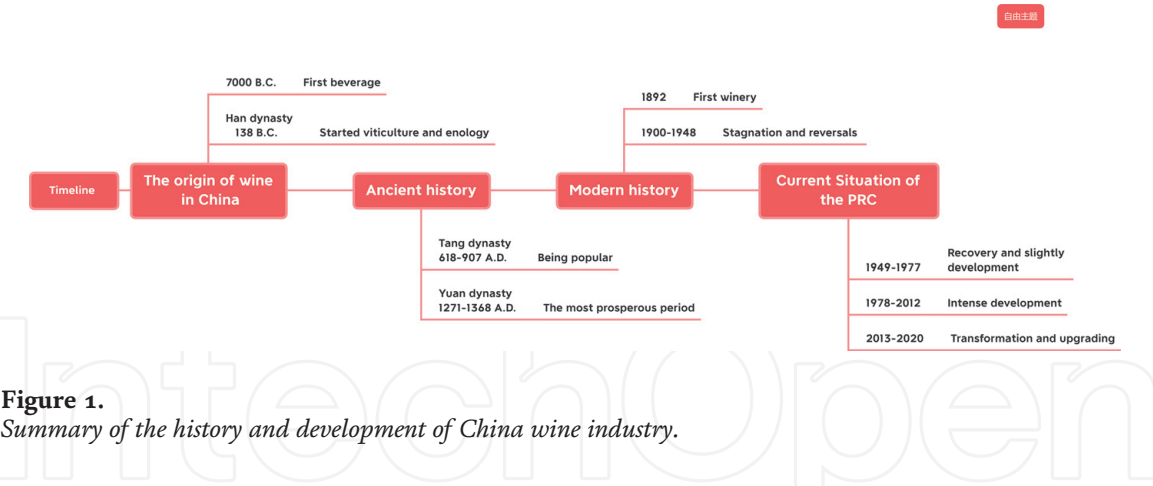 自由主题
7000 B.C. First beverage
Han dynasty
138 B.C. Started viticulture and enology
1892 First winery
1900-1948 Stagnation and reversals
Timeline
The origin of wine
in China
Ancient history
Modern history
Current Situation of
the PRC
Tang dynasty
618-907 A.D. Being popular
Yuan dynasty
1271-1368 A.D. The most prosperous period
Recovery and slightly
1949-1977 development
1978-2012 Intense development
2013-2020 Transformation and upgrading
IntechOpen
Figure 1.
Summary of the history and development of China wine industry.